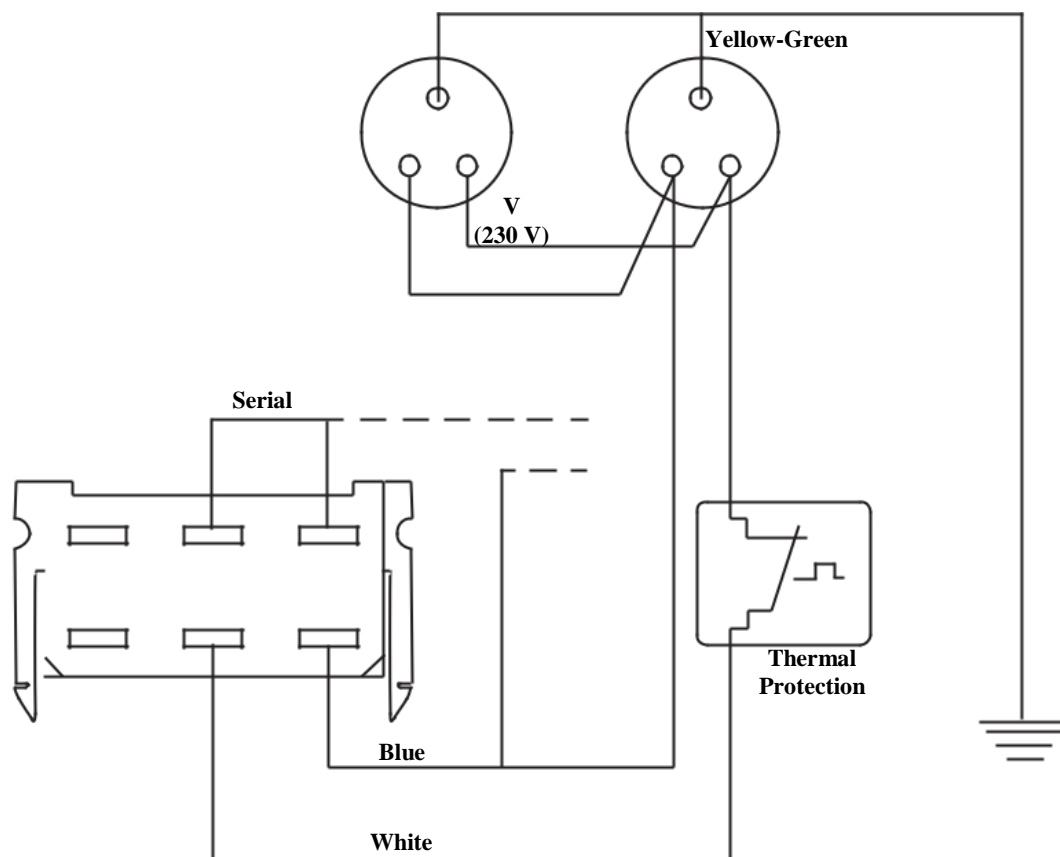 Yellow-Green
V
(230 V)
Serial
Thermal
Protection
Blue
White